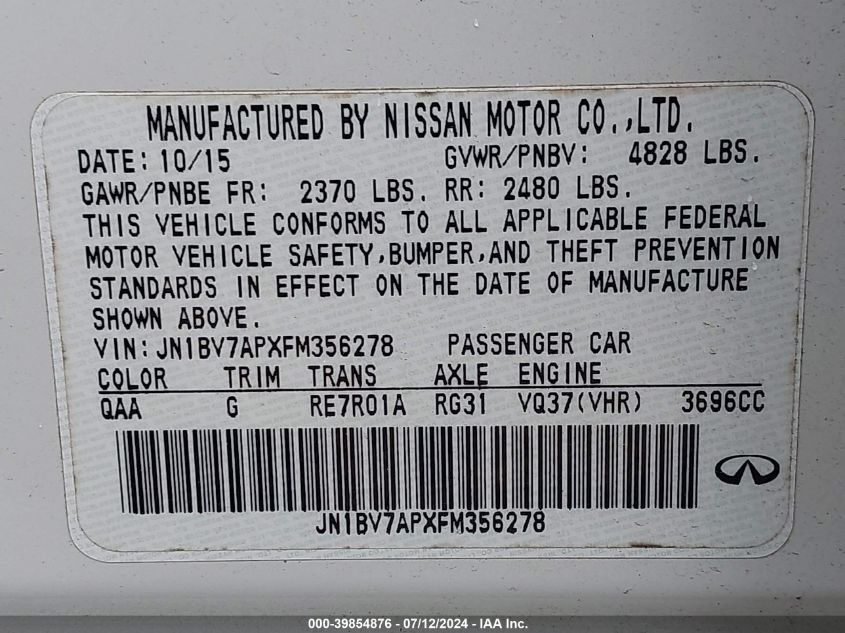 MANUFACTURED BY NISSAN MOTOR CO.,LTD.
DATE: 10/15 GVWR/PNBV: 4828 LBS.
GAWR/PNBE FR: 2370 LBS. RR: 2480 LBS.
THIS VEHICLE CONFORMS TO ALL APPLICABLE FEDERAL
MOTOR VEHICLE SAFETY,BUMPER,AND THEFT PREVENTION
STANDARDS IN EFFECT ON THE DATE OF MANUFACTURE
SHOWN ABOVE.
VIN: JN1BV7APXFM356278 PASSENGER CAR
COLOR TRIM TRANS AXLE ENGINE
QAA G RE7R01A RG31 VQ37(VHR) 3696CC
JN1BV7APXFM356278
000-39854876 - 07/12/2024 - IAA Inc.